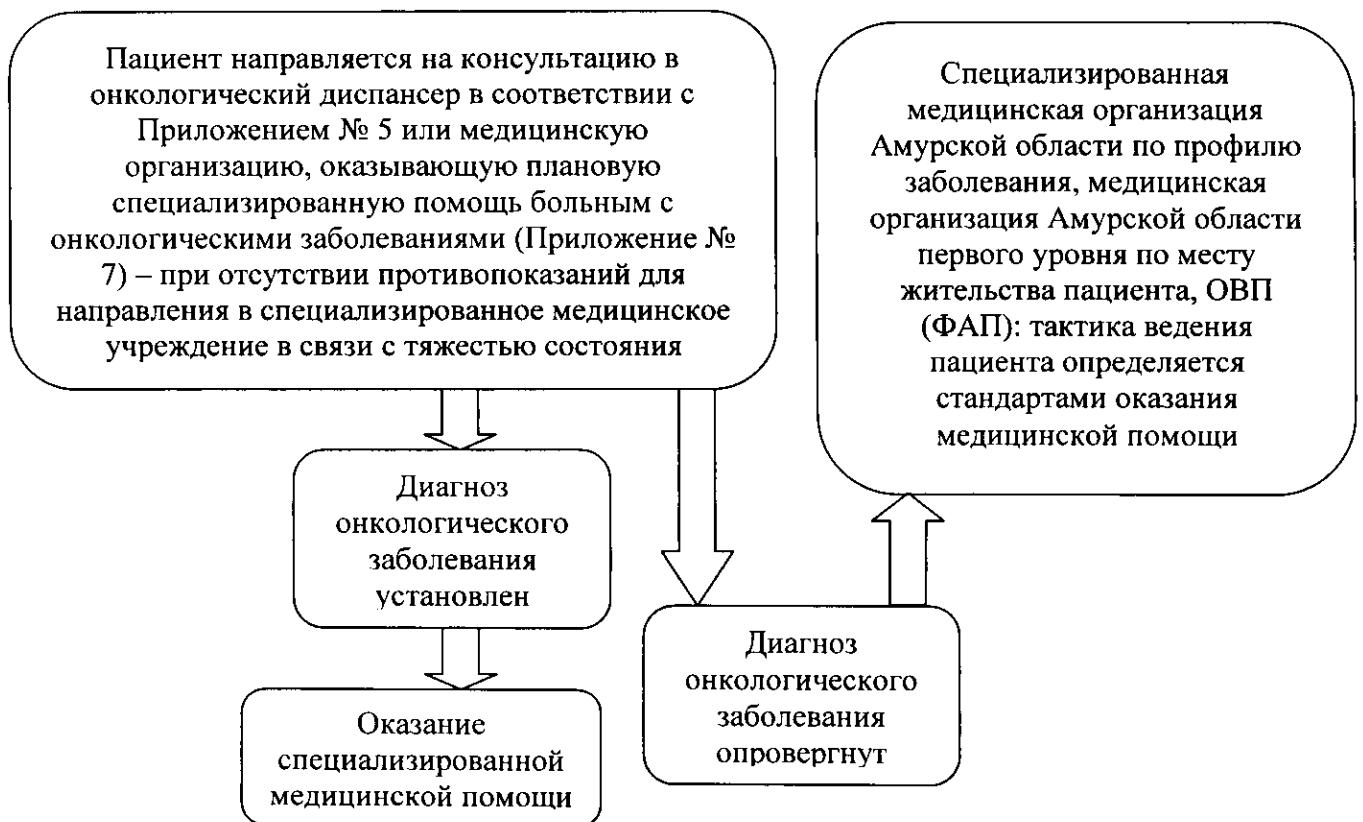 Пациент направляется на консультацию в
онкологический диспансер в соответствии с
Приложением № 5 или медицинскую
организацию, оказывающую плановую
специализированную помощь больным с
онкологическими заболеваниями (Приложение №
7) – при отсутствии противопоказаний для
направления в специализированное медицинское
учреждение в связи с тяжестью состояния
Специализированная
медицинская организация
Амурской области по профилю
заболевания, медицинская
организация Амурской области
первого уровня по месту
жительства пациента, ОВП
(ФАП): тактика ведения
пациента определяется
стандартами оказания
медицинской помощи
Диагноз
онкологического
заболевания
установлен
Диагноз
онкологического
заболевания
опровергнут
Оказание
специализированной
медицинской помощи